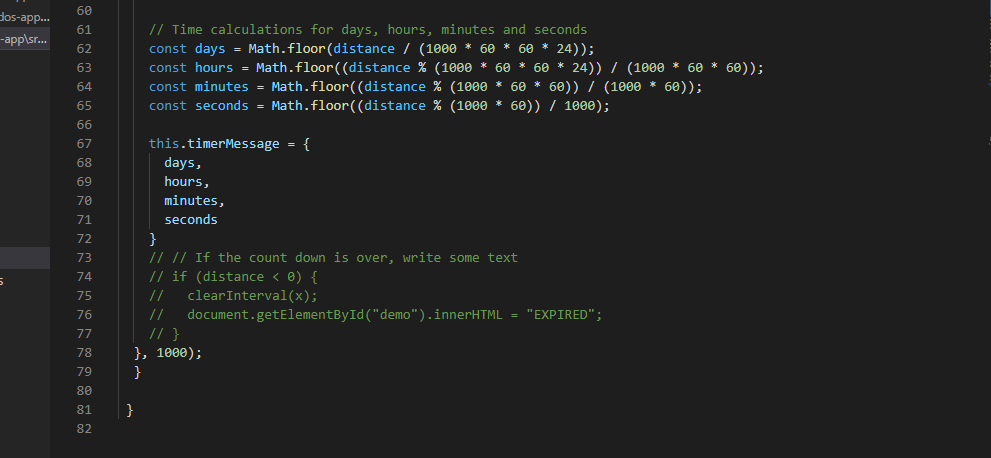 dos-app...
-app\sr...
s
60
61 // Time calculations for days, hours, minutes and seconds
62 const days = Math.floor(distance / (1000 * 60 * 60 * 24));
63 const hours = Math.floor((distance % (1000 * 60 * 60 * 24)) / (1000 * 60 * 60));
64 const minutes = Math.floor((distance % (1000 * 60 * 60)) / (1000 * 60));
65 const seconds = Math.floor((distance % (1000 * 60)) / 1000);
66
67 this.timerMessage = {
68 days,
69 hours,
70 minutes,
71 seconds
72 }
73 // // If the count down is over, write some text
74 // if (distance < 0) {
75 //   clearInterval(x);
76 //   document.getElementById("demo").innerHTML = "EXPIRED";
77 // }
78 }, 1000);
79 }
80
81 }
82